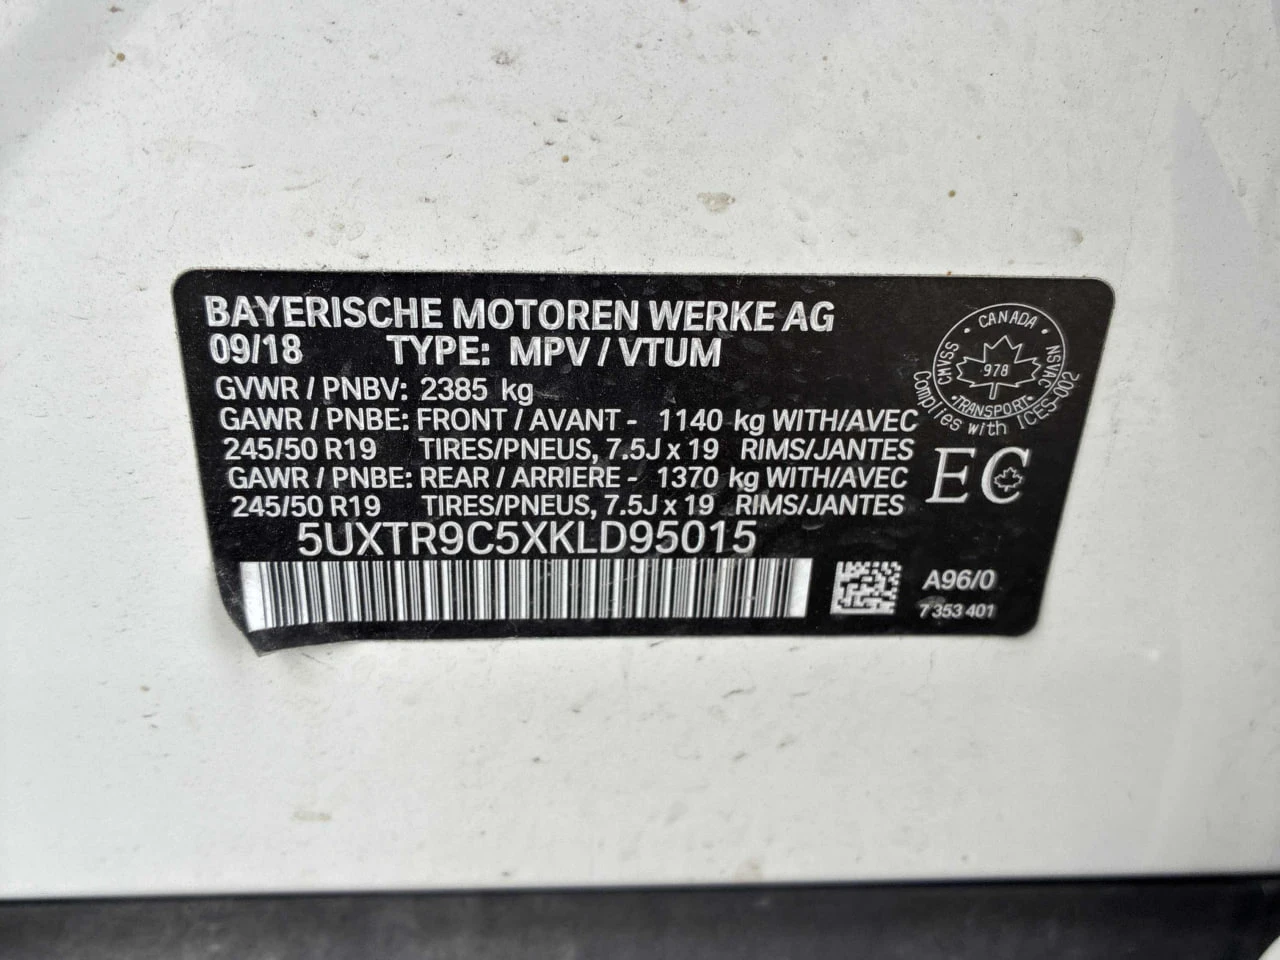 BAYERISCHE MOTOREN WERKE AG
09/18 TYPE: MPV / VTUM
GVWR / PNBV: 2385 kg
GAWR / PNBE: FRONT / AVANT - 1140 kg WITH/AVEC
245/50 R19 TIRES/PNEUS, 7.5J x 19 RIMS/JANTES
GAWR / PNBE: REAR / ARRIERE - 1370 kg WITH/AVEC
245/50 R19 TIRES/PNEUS, 7.5J x 19 RIMS/JANTES
5UXTR9C5XKLD95015
CANADA
CMVSS 978 NSVAC
TRANSPORT
Complies with ICES-002
EC
A96/0
7 353 401